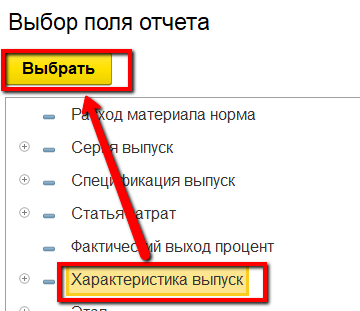 Выбор поля отчета
Выбрать
Расход материала норма
Серия выпуск
Спецификация выпуск
Статья затрат
Фактический выход процент
Характеристика выпуск
Этап